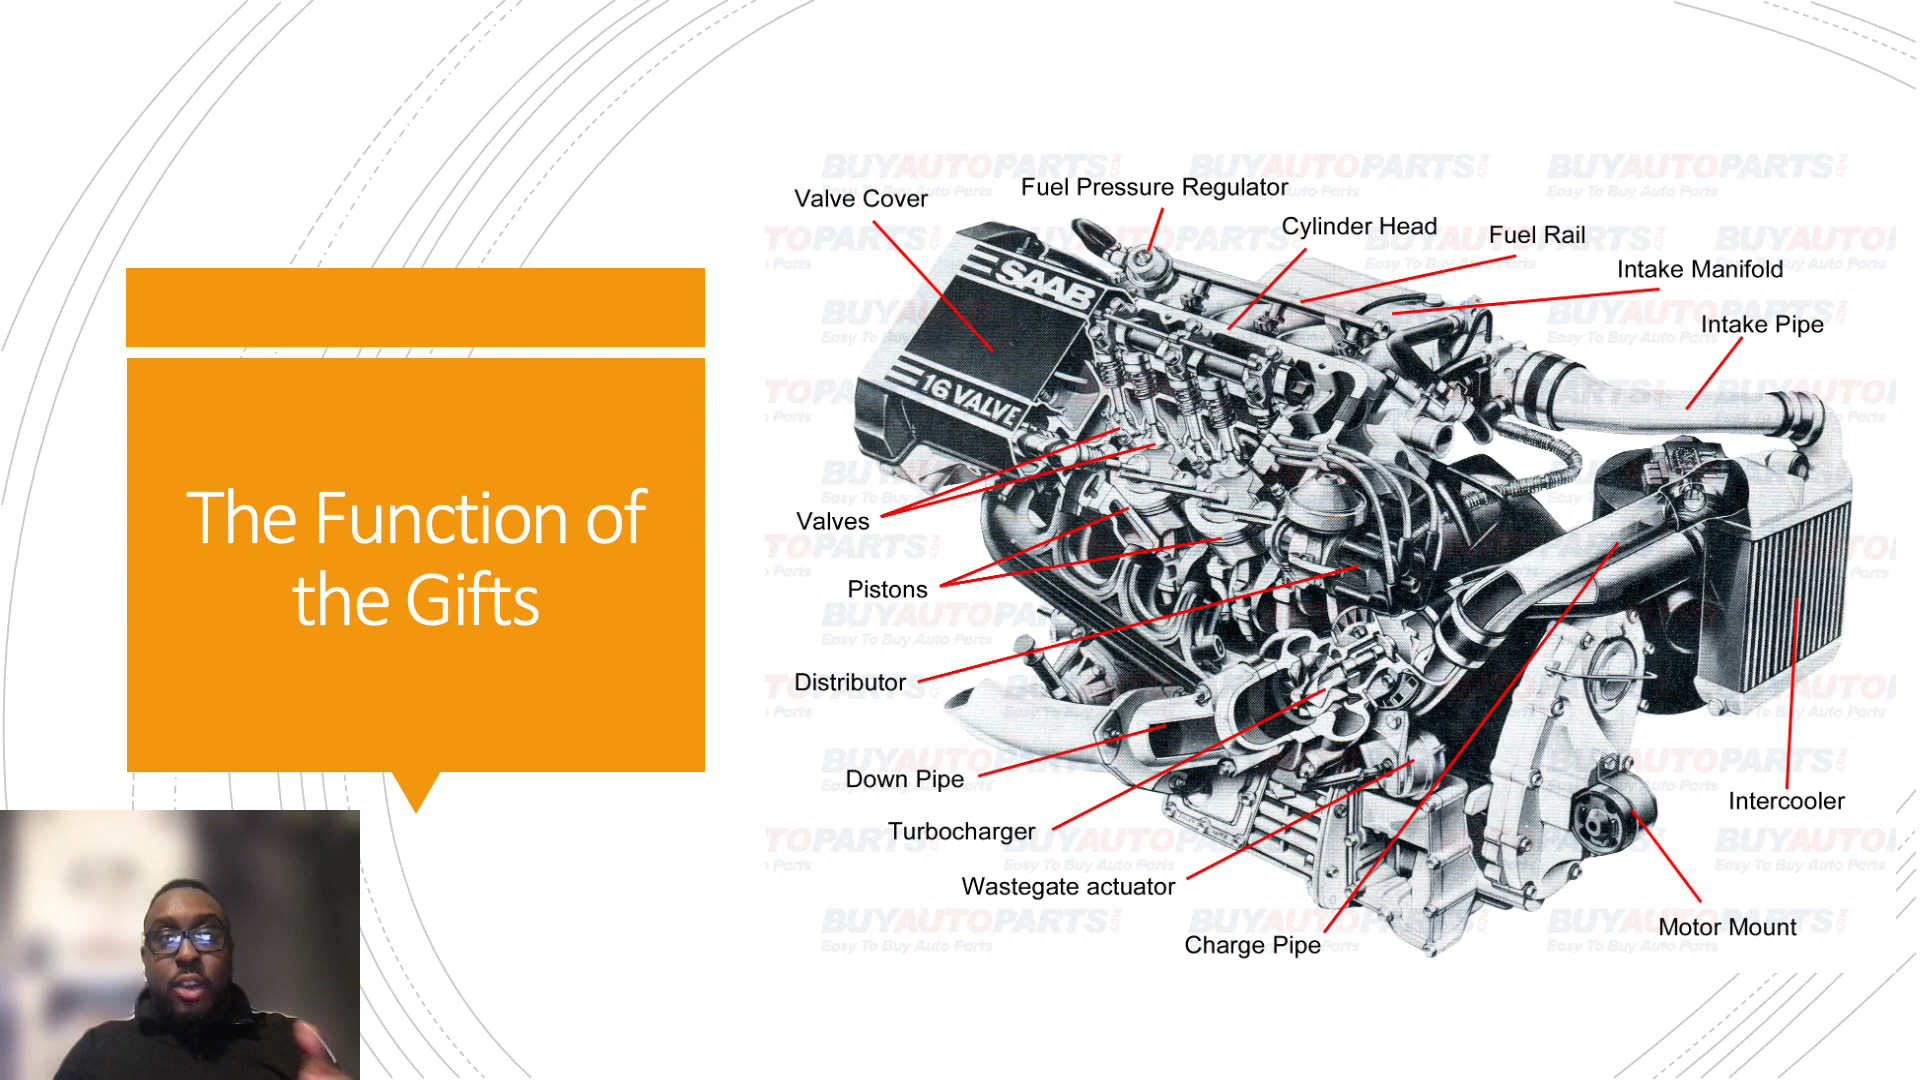 The Function of
the Gifts
BUYAUTOPARTS.COM
Easy To Buy Auto Parts
Valve Cover
Fuel Pressure Regulator
Cylinder Head
Fuel Rail
Intake Manifold
Intake Pipe
SAAB
16 VALVE
Valves
Pistons
Distributor
Down Pipe
Turbocharger
Wastegate actuator
Charge Pipe
Intercooler
Motor Mount